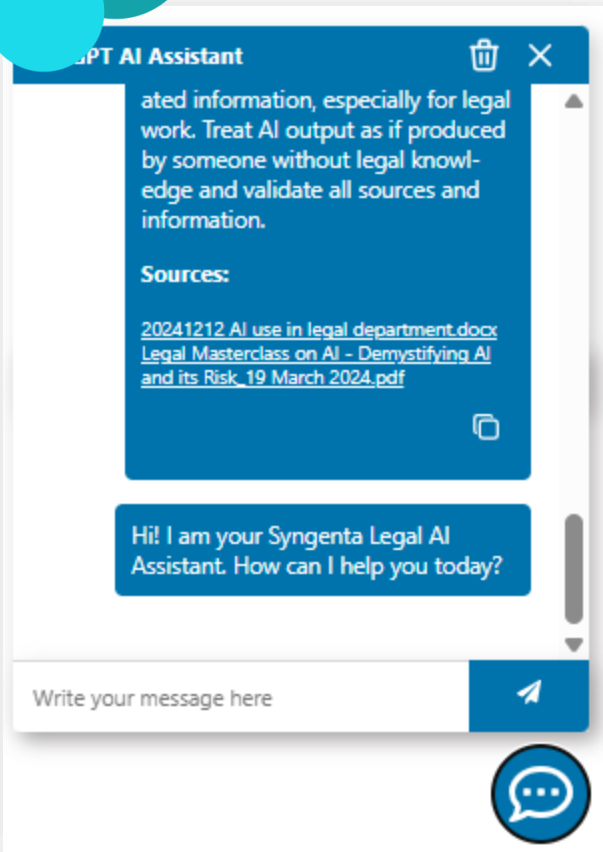 AI Assistant
ated information, especially for legal
work. Treat AI output as if produced
by someone without legal knowl-
edge and validate all sources and
information.
Sources:
20241212 AI use in legal department.docx
Legal Masterclass on AI - Demystifying AI
and its Risk_19 March 2024.pdf
Hi! I am your Syngenta Legal AI
Assistant. How can I help you today?
Write your message here